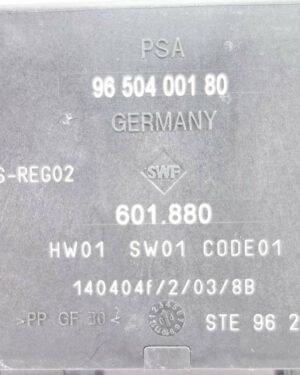 PSA
96 504 001 80
GERMANY
S-REG02
SWF
601.880
HW01 SW01 CODE01
140404f/2/03/8B
>PP GF 30 2
STE 96 2